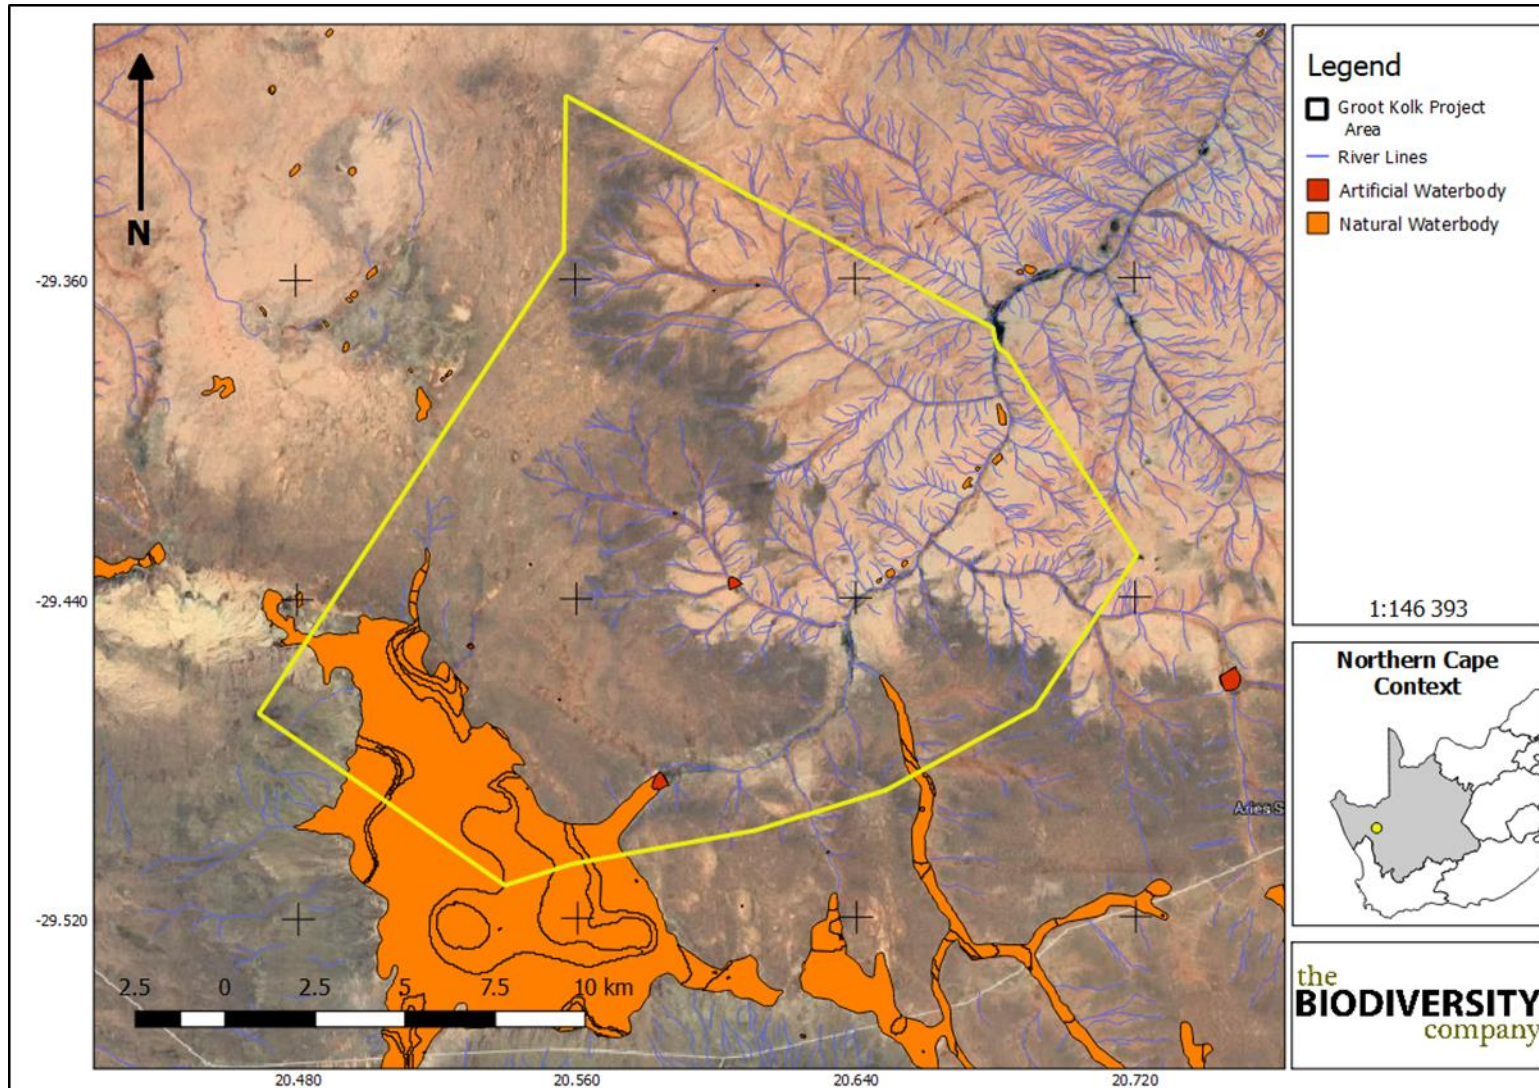 N
-29.360
-29.440
-29.520
20.480
20.560
20.640
20.720
2.5 0 2.5 5 7.5 10 km
Legend
Groot Kolk Project
Area
River Lines
Artificial Waterbody
Natural Waterbody
1:146 393
Northern Cape
Context
the
BIODIVERSITY
company